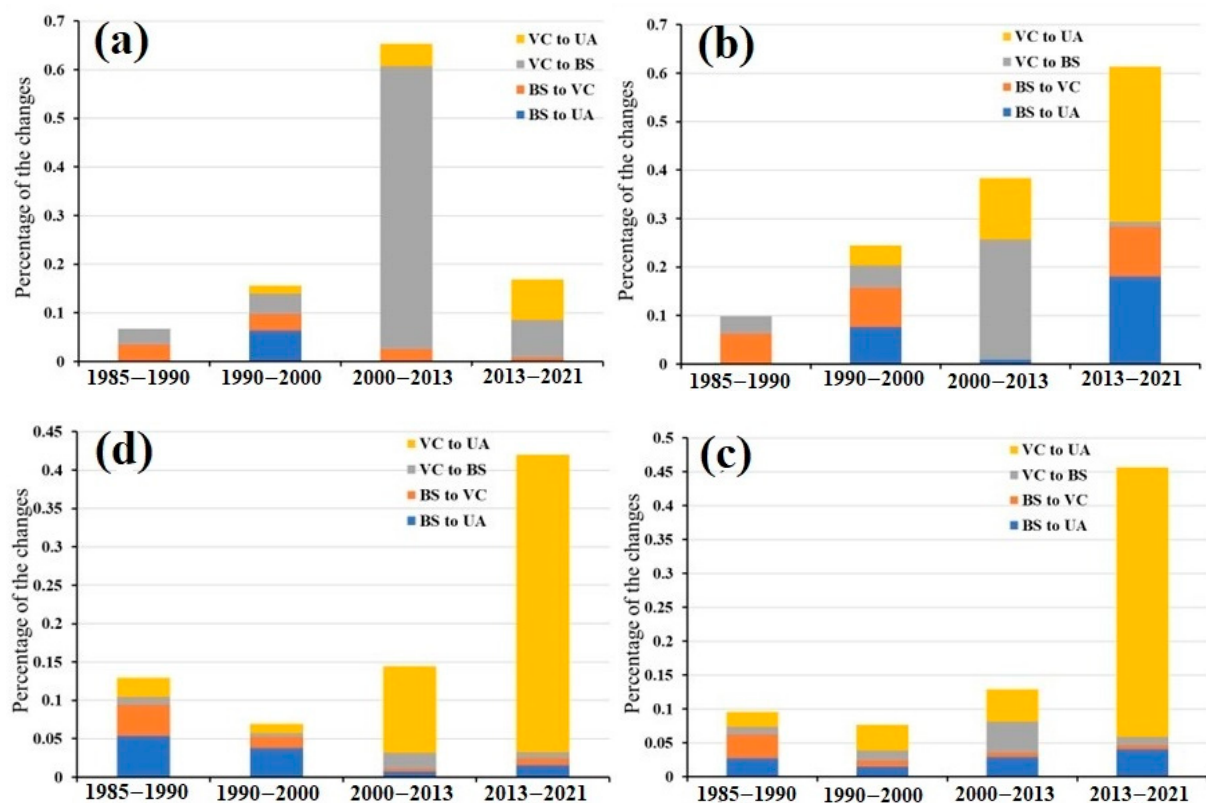 (a)
Percentage of the changes
0.7
0.6
0.5
0.4
0.3
0.2
0.1
0
VC to UA
VC to BS
BS to VC
BS to UA
1985–1990 1990–2000 2000–2013 2013–2021
(b)
Percentage of the changes
0.7
0.6
0.5
0.4
0.3
0.2
0.1
0
VC to UA
VC to BS
BS to VC
BS to UA
1985–1990 1990–2000 2000–2013 2013–2021
(d)
Percentage of the changes
0.45
0.4
0.35
0.3
0.25
0.2
0.15
0.1
0.05
0
VC to UA
VC to BS
BS to VC
BS to UA
1985–1990 1990–2000 2000–2013 2013–2021
(c)
Percentage of the changes
0.5
0.45
0.4
0.35
0.3
0.25
0.2
0.15
0.1
0.05
0
VC to UA
VC to BS
BS to VC
BS to UA
1985–1990 1990–2000 2000–2013 2013–2021